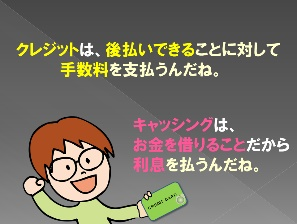 クレジットは、後払いできることに対して
手数料を支払うんだね。
キャッシングは、
お金を借りることだから
利息を払うんだね。
CREDIT CARD